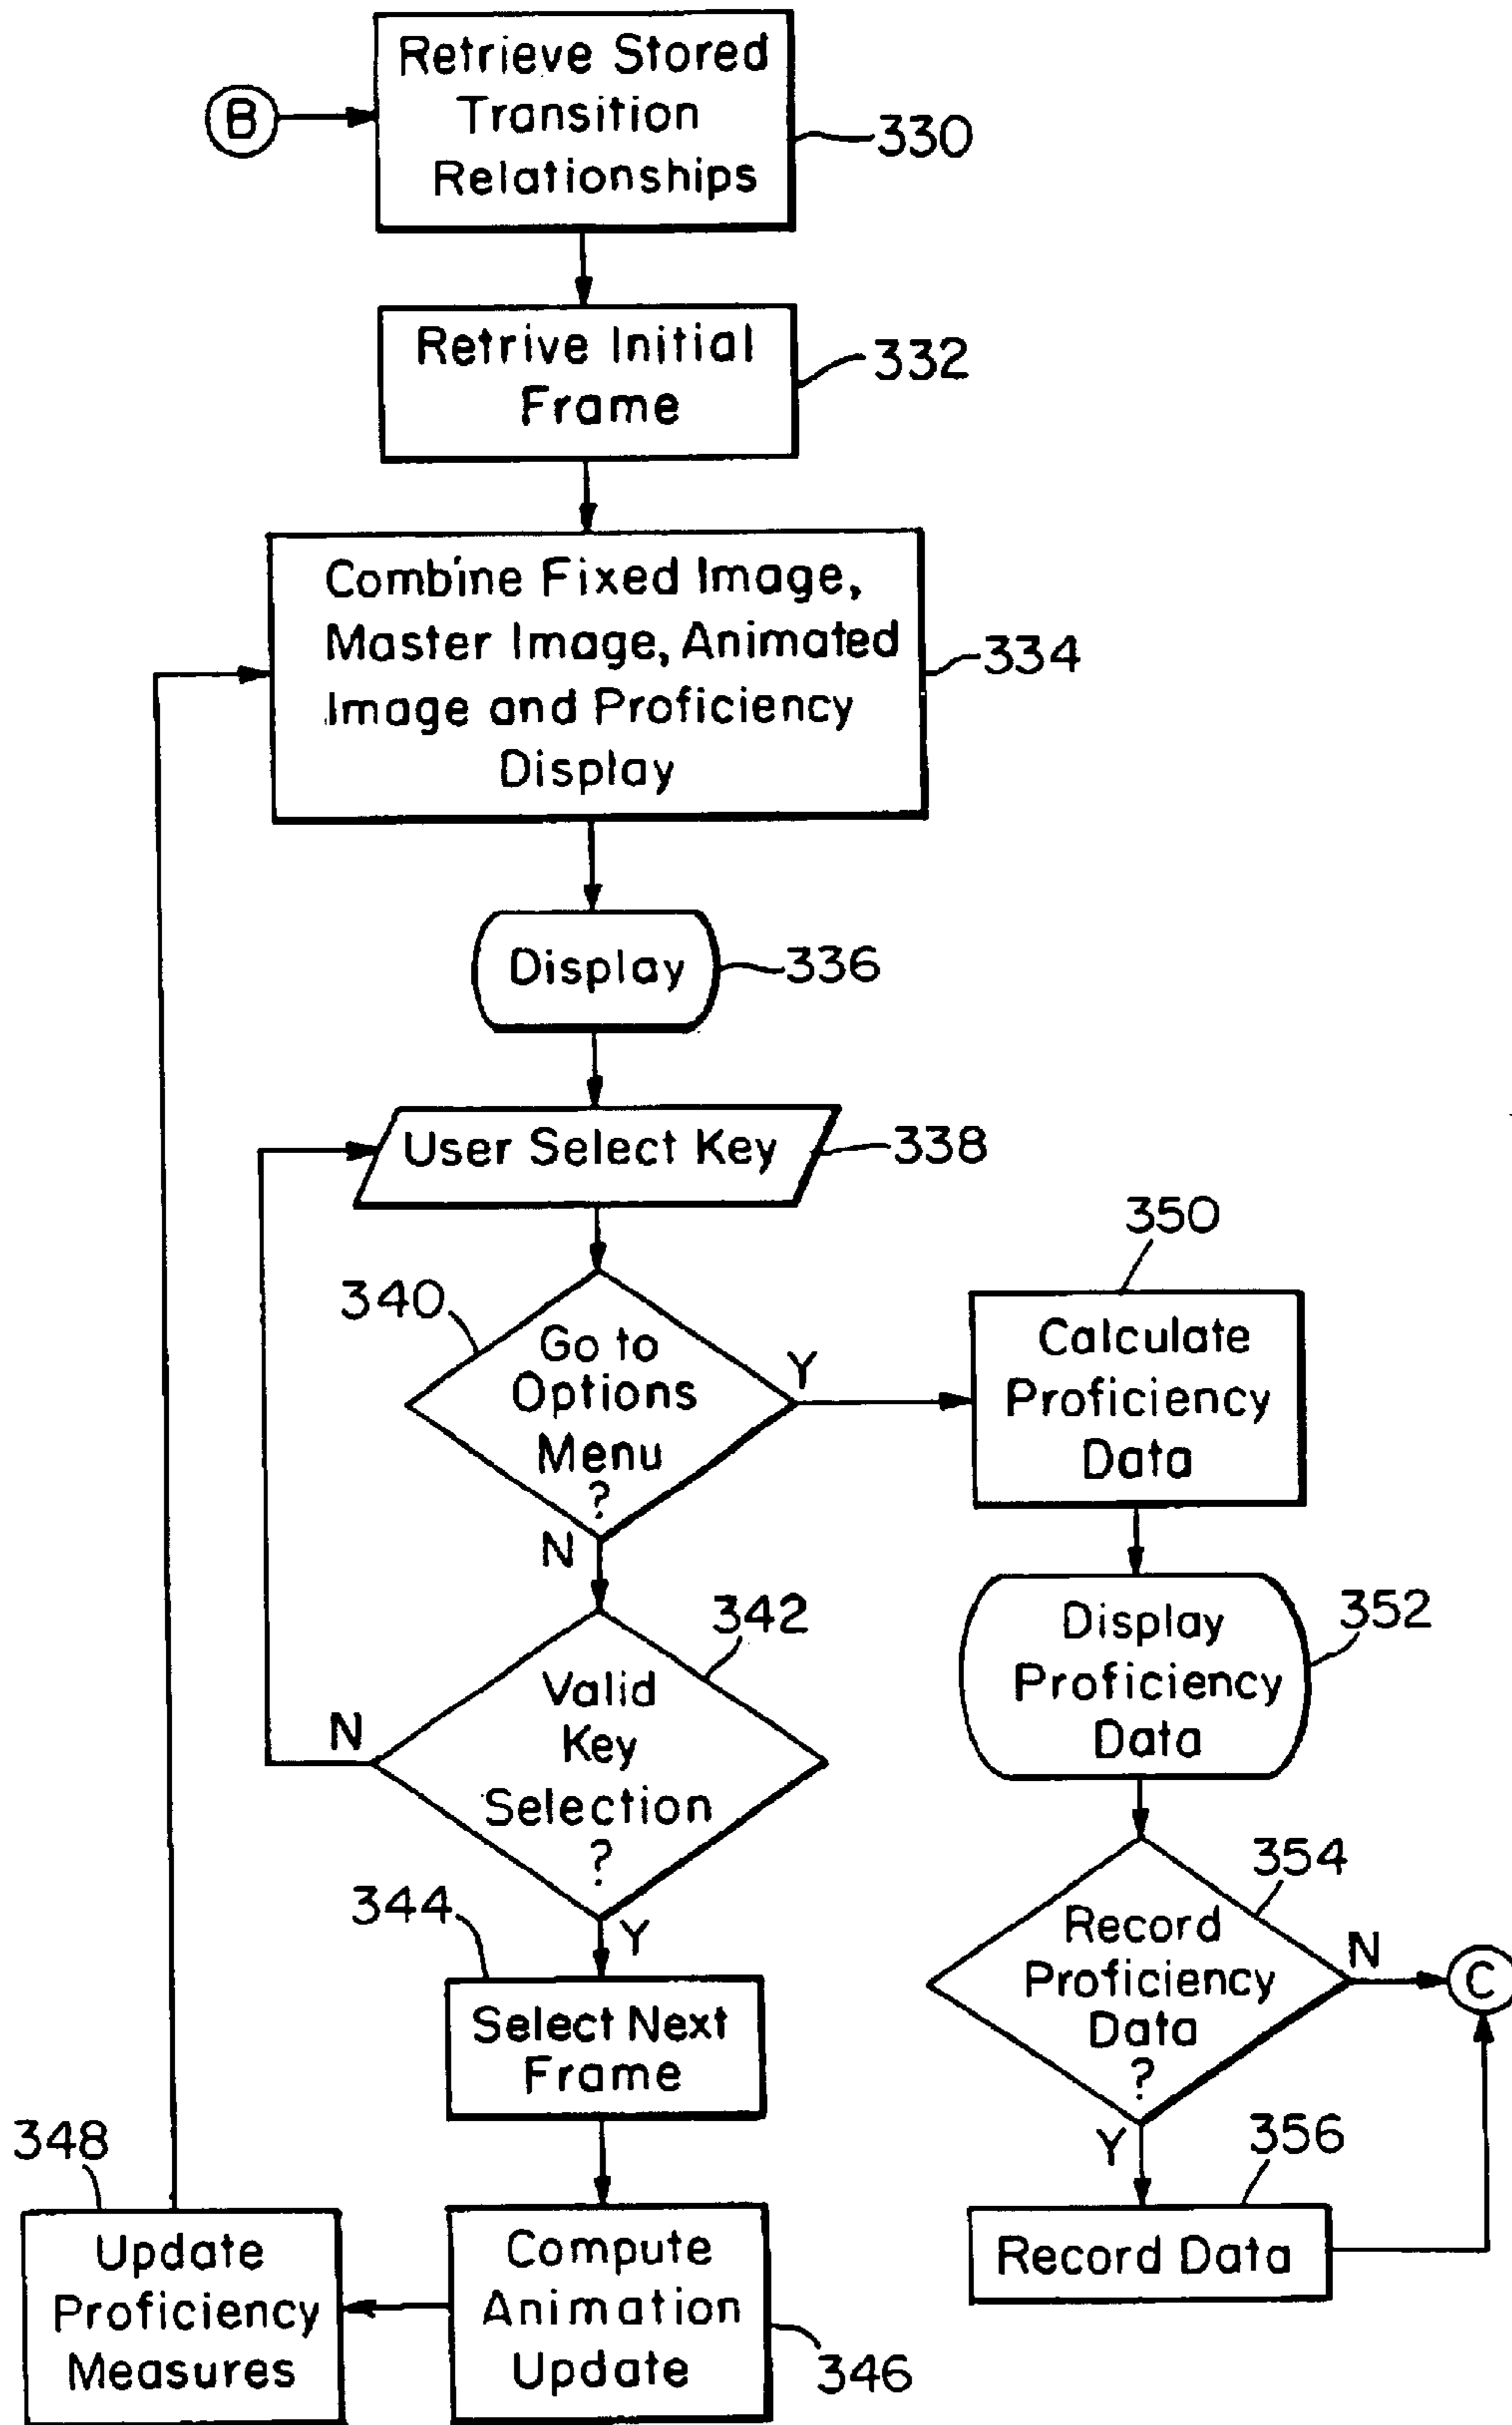 Retrieve Stored
Transition
Relationships
B
330
Retrive Initial
Frame
332
Combine Fixed Image,
Master Image, Animated
Image and Proficiency
Display
334
Display
336
User Select Key
338
340
Go to
Options
Menu
?
Y
N
350
Calculate
Proficiency
Data
342
Valid
Key
Selection
?
N
Y
352
Display
Proficiency
Data
344
Select Next
Frame
354
Record
Proficiency
Data
?
N
C
Y
348
Update
Proficiency
Measures
Compute
Animation
Update
346
356
Record Data